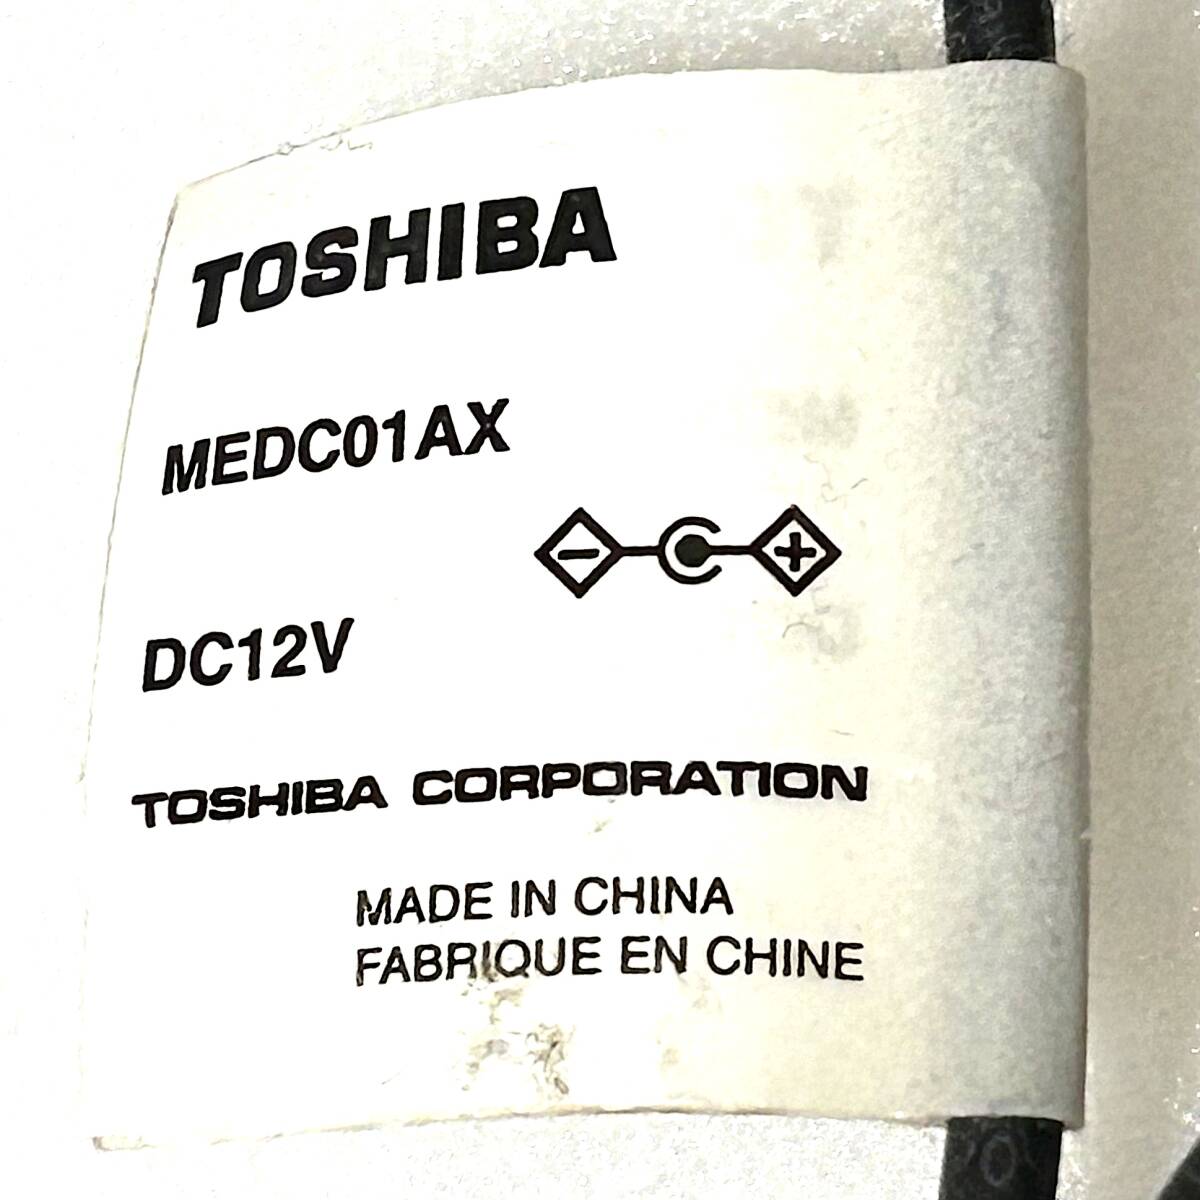 TOSHIBA
MEDC01AX
DC12V
TOSHIBA CORPORATION
MADE IN CHINA
FABRIQUE EN CHINE